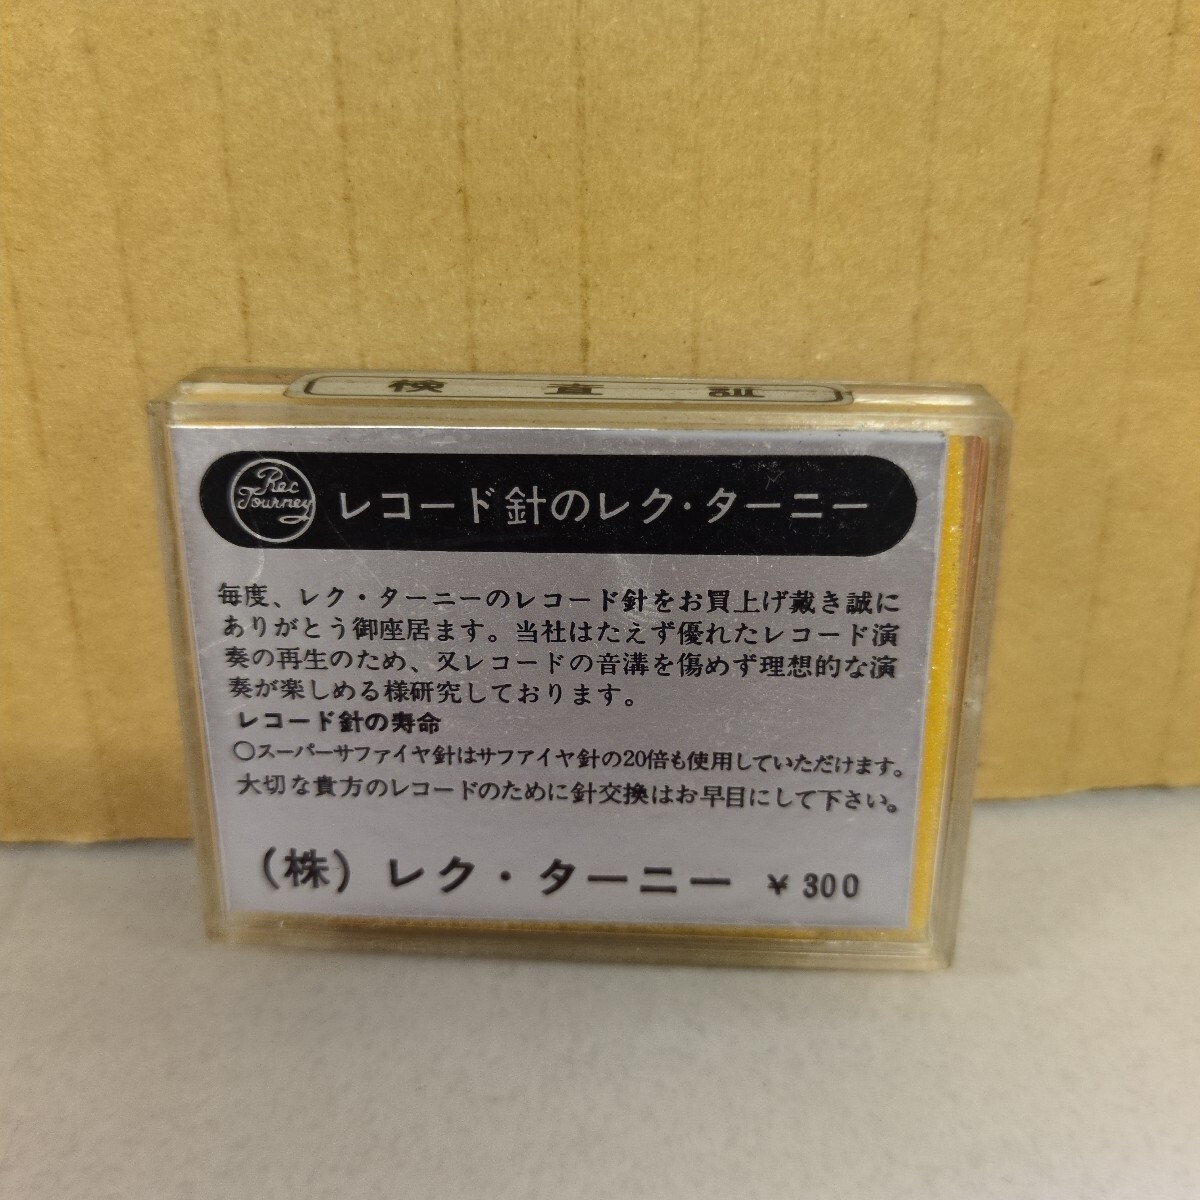 検査証
Rec
Tourney
レコード針のレク・ターニー
毎度、レク・ターニーのレコード針をお買上げ戴き誠に
ありがとう御座居ます。当社はたえず優れたレコード演
奏の再生のため、又レコードの音溝を傷めず理想的な演
奏が楽しめる様研究しております。
レコード針の寿命
○スーパーサファイヤ針はサファイヤ針の20倍も使用していただけます。
大切な貴方のレコードのために針交換はお早目にして下さい。
(株) レク・ターニー ¥ 300